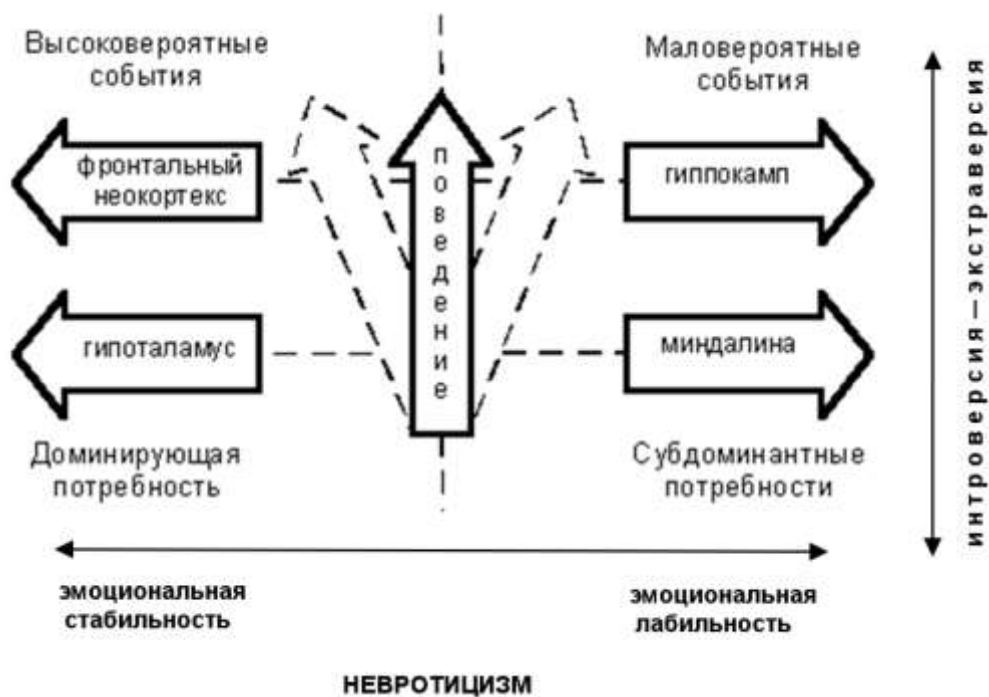 Высоковероятные
события
Маловероятные
события
фронтальный
неокортекс
поведение
гиппокамп
гипоталамус
миндалина
Доминирующая
потребность
Субдоминантные
потребности
интроверсия — экстраверсия
эмоциональная
стабильность
эмоциональная
лабильность
НЕВРОТИЦИЗМ